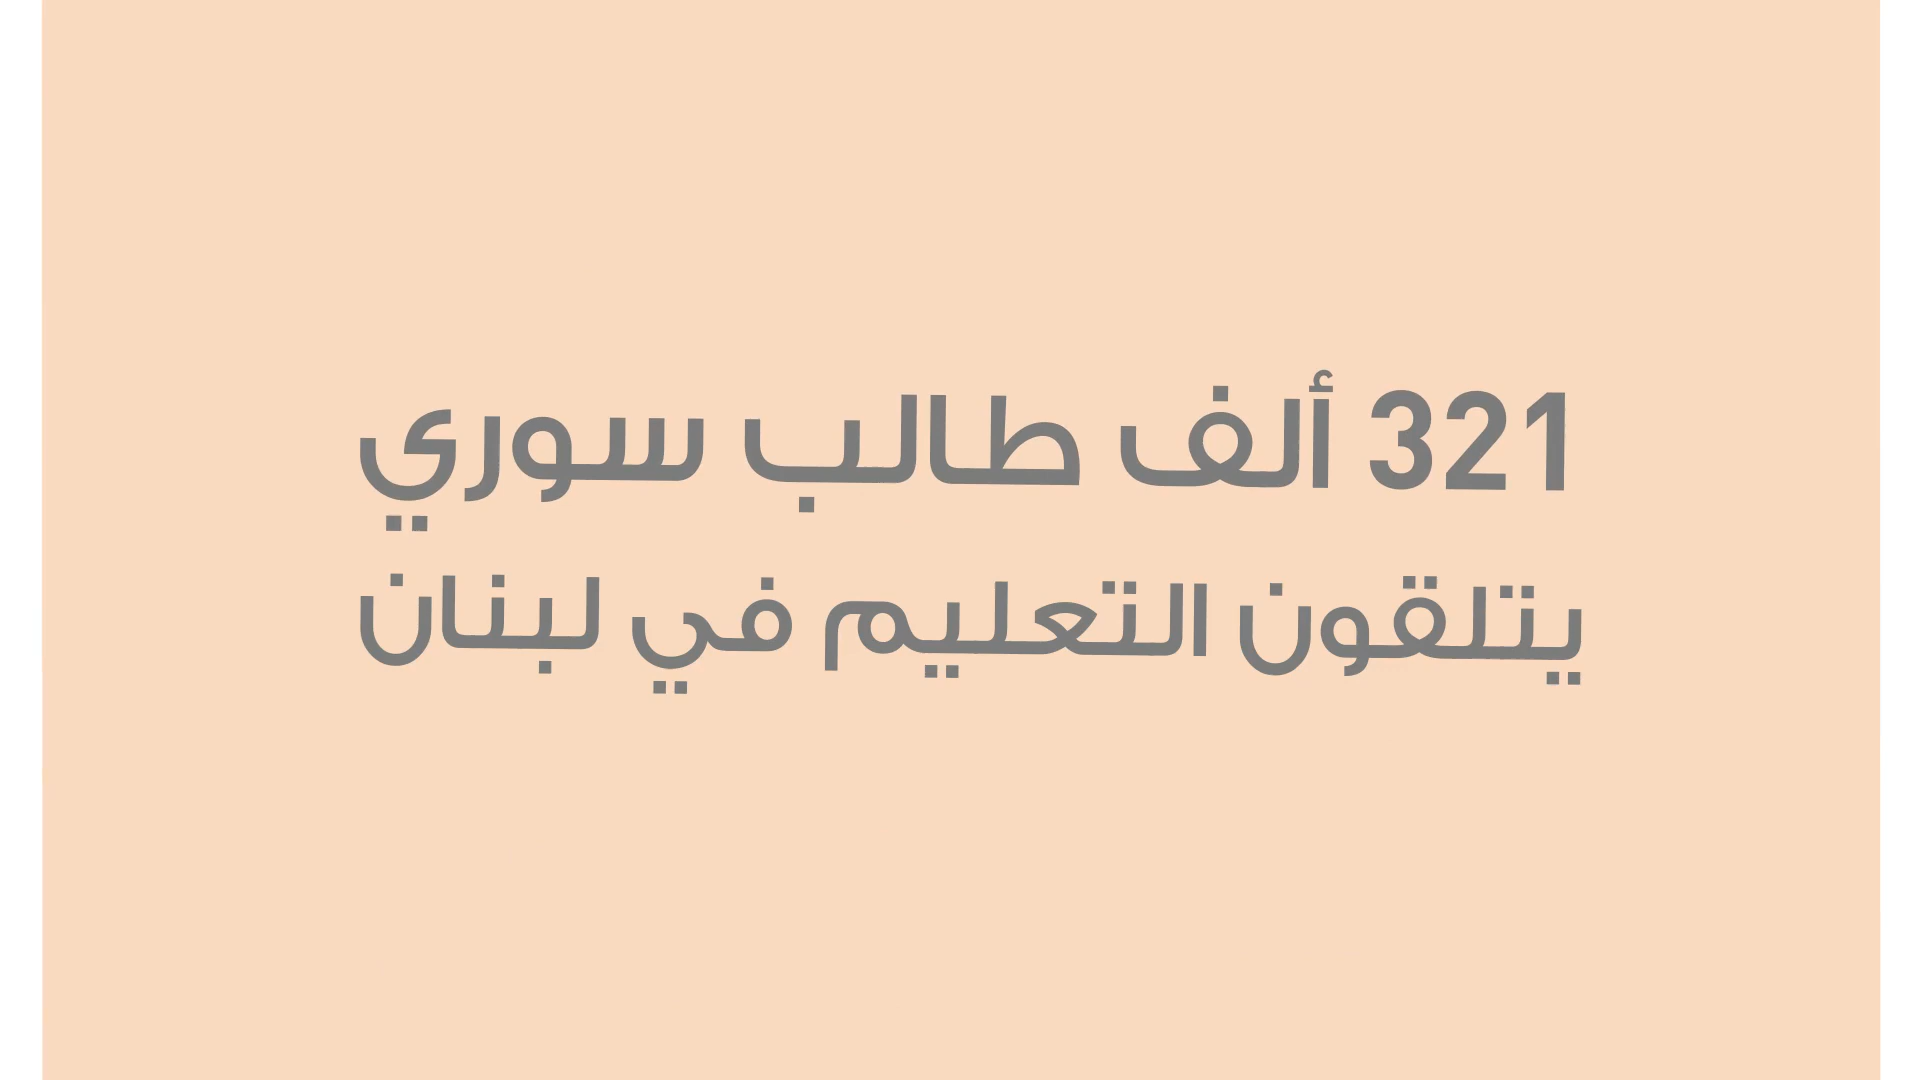 321 ألف طالب سوري
يتلقون التعليم في لبنان